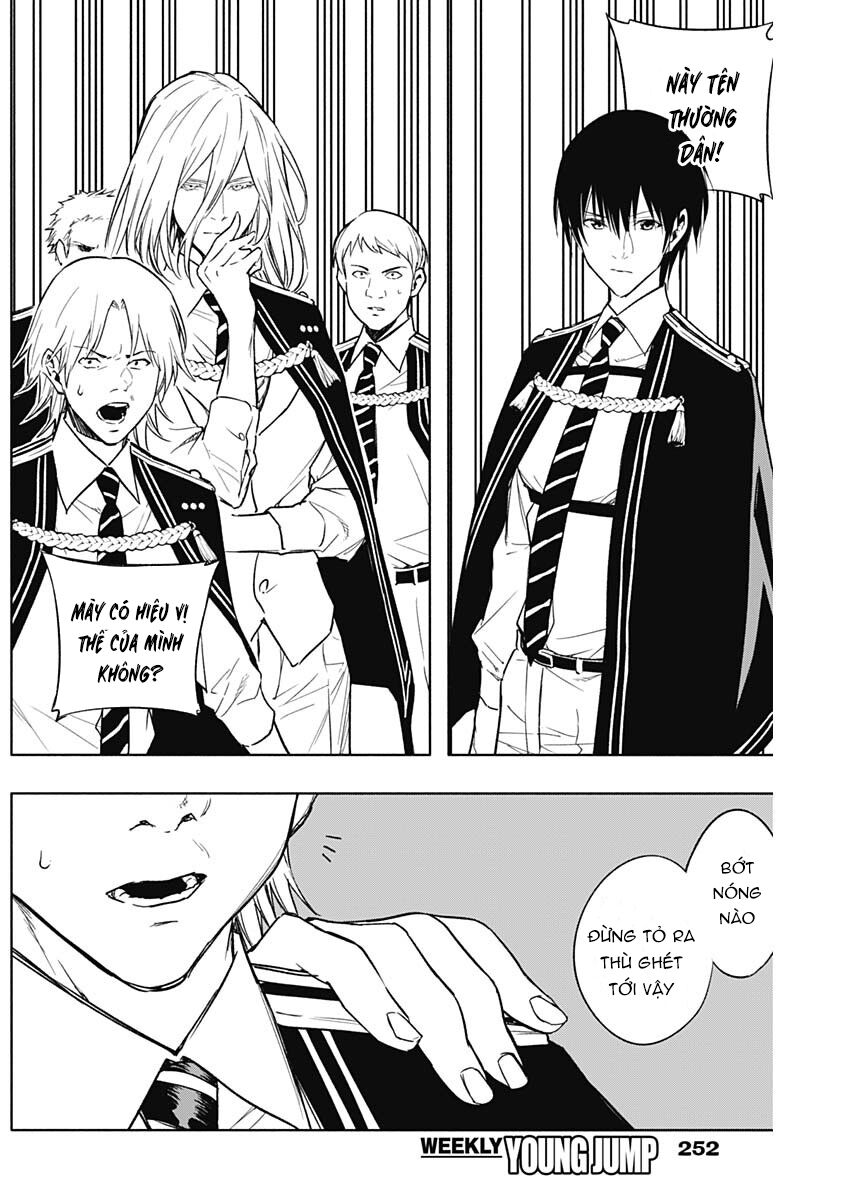 NÀY TÊN
THƯỜNG
DÂN!
MÀY CÓ HIỆU VỊ
THẾ CỦA MÌNH
KHÔNG?
BỚT
NÓNG
NÀO
ĐỪNG TỎ RA
THÙ GHÉT
TỚI VẬY
WEEKLY YOUNG JUMP 252